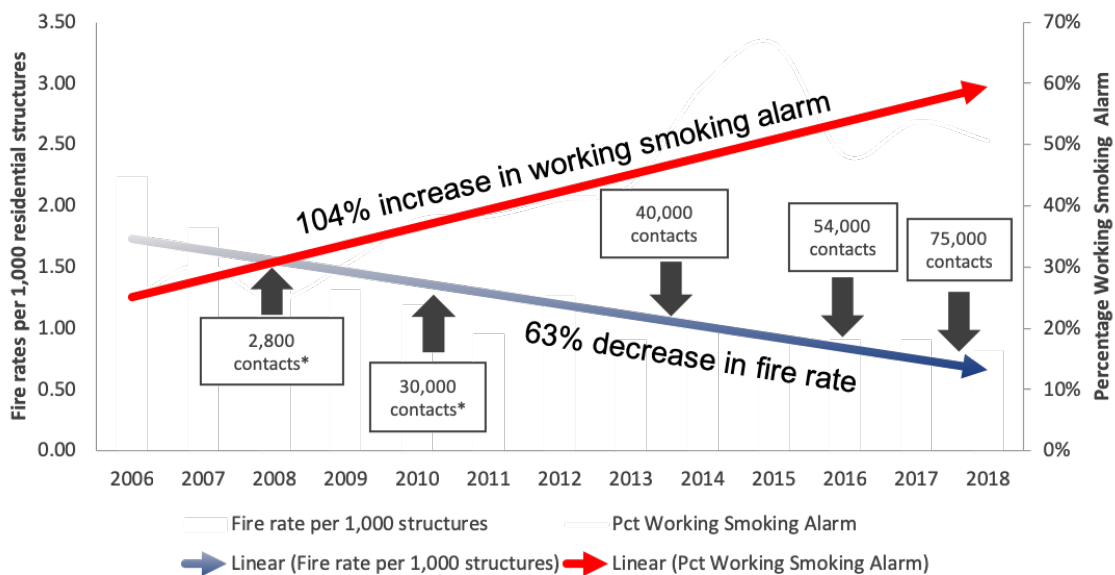 Fire rates per 1,000 residential structures
3.50
3.00
2.50
2.00
1.50
1.00
0.50
0.00
70%
60%
50%
40%
30%
20%
10%
0%
Percentage Working Smoking Alarm
104% increase in working smoking alarm
63% decrease in fire rate
2,800
contacts*
30,000
contacts*
40,000
contacts
54,000
contacts
75,000
contacts
2006 2007 2008 2009 2010 2011 2012 2013 2014 2015 2016 2017 2018
Fire rate per 1,000 structures
Pct Working Smoking Alarm
Linear (Fire rate per 1,000 structures)
Linear (Pct Working Smoking Alarm)